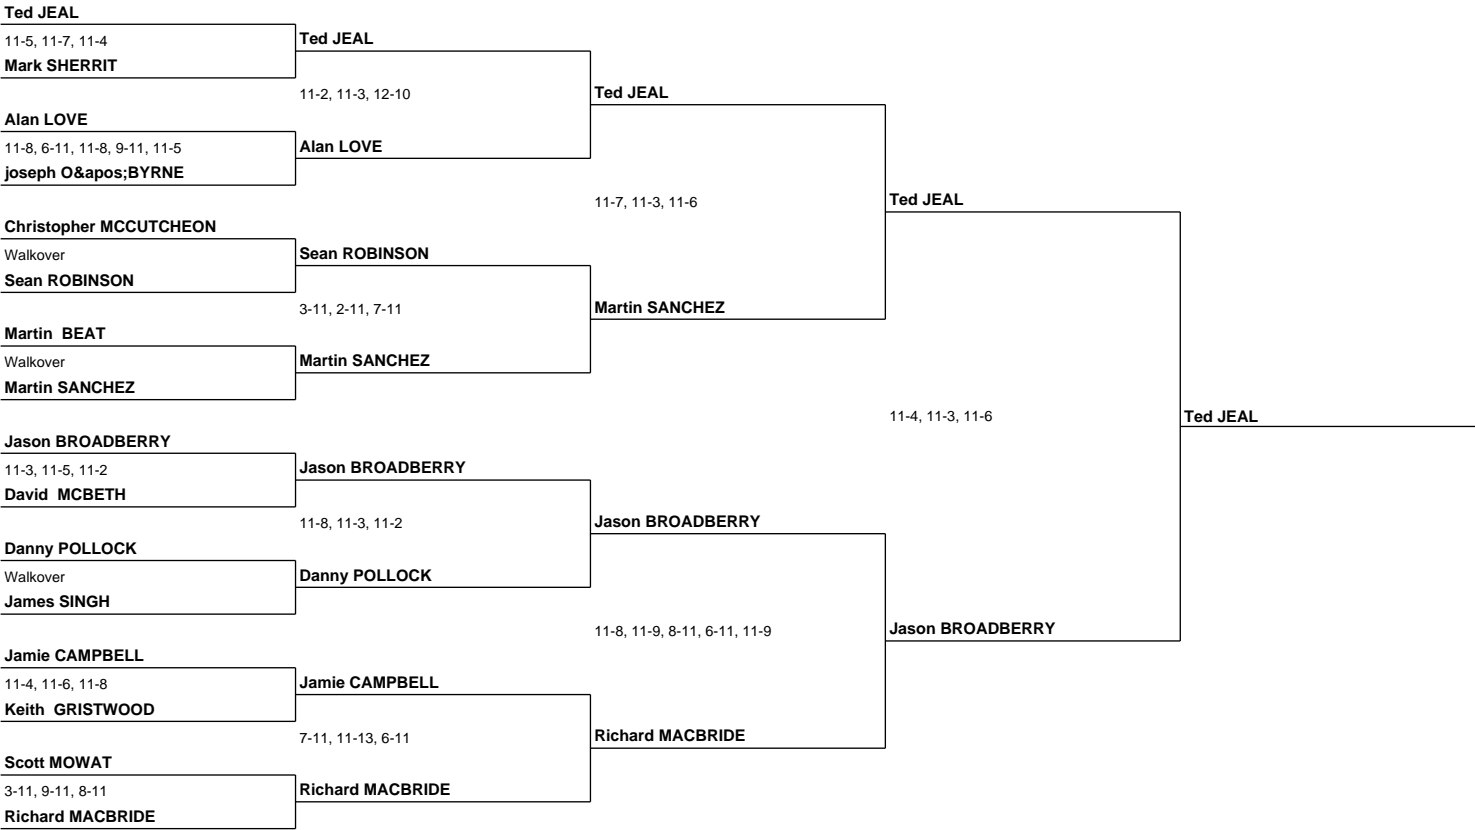 Ted JEAL
11-5, 11-7, 11-4
Mark SHERRIT
Alan LOVE
11-8, 6-11, 11-8, 9-11, 11-5
joseph O&apos;BYRNE
Christopher MCCUTCHEON
Walkover
Sean ROBINSON
Martin  BEAT
Walkover
Martin SANCHEZ
Jason BROADBERRY
11-3, 11-5, 11-2
David  MCBETH
Danny POLLOCK
Walkover
James SINGH
Jamie CAMPBELL
11-4, 11-6, 11-8
Keith  GRISTWOOD
Scott MOWAT
3-11, 9-11, 8-11
Richard MACBRIDE
Ted JEAL
11-2, 11-3, 12-10
Alan LOVE
Sean ROBINSON
3-11, 2-11, 7-11
Martin SANCHEZ
Jason BROADBERRY
11-8, 11-3, 11-2
Danny POLLOCK
Jamie CAMPBELL
7-11, 11-13, 6-11
Richard MACBRIDE
Ted JEAL
11-7, 11-3, 11-6
Martin SANCHEZ
Jason BROADBERRY
11-8, 11-9, 8-11, 6-11, 11-9
Richard MACBRIDE
Ted JEAL
11-4, 11-3, 11-6
Jason BROADBERRY
Ted JEAL